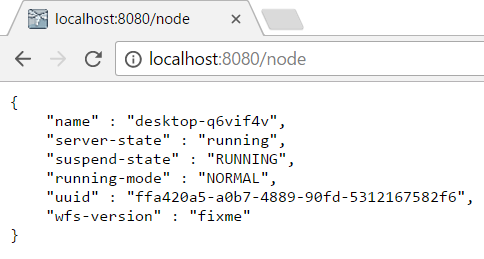 localhost:8080/node
localhost:8080/node
{
    "name" : "desktop-q6vif4v",
    "server-state" : "running",
    "suspend-state" : "RUNNING",
    "running-mode" : "NORMAL",
    "uuid" : "ffa420a5-a0b7-4889-90fd-5312167582f6",
    "wfs-version" : "fixme"
}